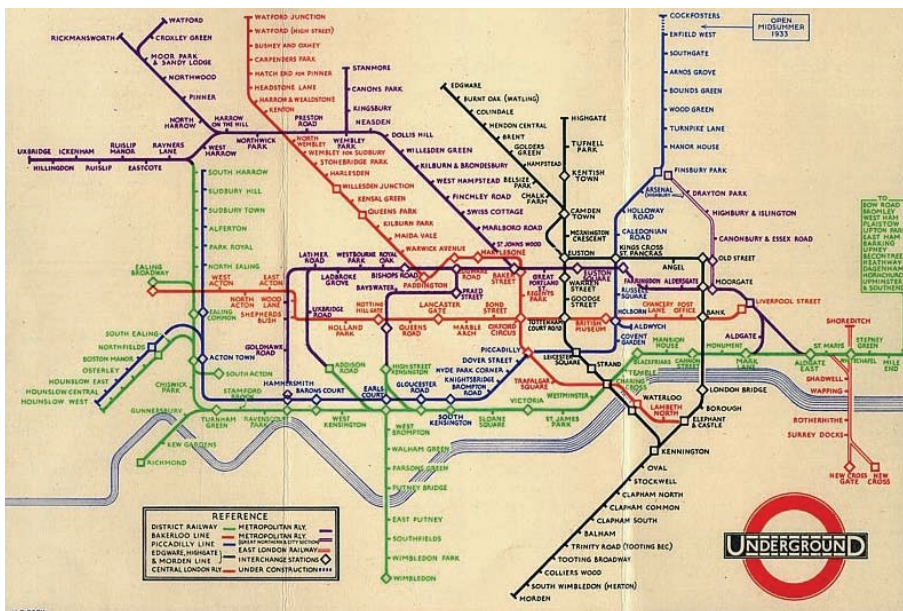 COCKFOSTERS
OPEN
MIDSUMMER
1933
ENFIELD WEST
SOUTHGATE
ARNOS GROVE
BOUNDS GREEN
WOOD GREEN
TURNPIKE LANE
MANOR HOUSE
FINSBURY PARK
ARSENAL
(HIGHBURY HILL)
HOLLOWAY
ROAD
CALEDONIAN
ROAD
KINGS CROSS
ST. PANCRAS
RUSSELL
SQUARE
HOLBORN
ALDWYCH
COVENT
GARDEN
LEICESTER
SQUARE
PICCADILLY
DOVER STREET
HYDE PARK CORNER
KNIGHTSBRIDGE
BROMPTON
ROAD
SOUTH
KENSINGTON
GLOUCESTER
ROAD
EARLS
COURT
BARONS COURT
HAMMERSMITH
ACTON TOWN
SOUTH EALING
NORTHFIELDS
BOSTON MANOR
OSTERLEY
HOUNSLOW EAST
HOUNSLOW CENTRAL
HOUNSLOW WEST
EALING
COMMON
NORTH EALING
PARK ROYAL
ALPERTON
SUDBURY TOWN
SUDBURY HILL
SOUTH HARROW
RICKMANSWORTH
WATFORD
CROXLEY GREEN
MOOR PARK
& SANDY LODGE
NORTHWOOD
PINNER
NORTH
HARROW
HARROW
ON THE HILL
UXBRIDGE
ICKENHAM
RUISLIP
MANOR
RAYNERS
LANE
HILLINGDON
RUISLIP
EASTCOTE
WEST
HARROW
NORTHWICK
PARK
PRESTON
ROAD
WEMBLEY
PARK
STANMORE
CANONS PARK
KINGSBURY
NEASDEN
DOLLIS HILL
WILLESDEN GREEN
KILBURN & BRONDESBURY
WEST HAMPSTEAD
FINCHLEY ROAD
SWISS COTTAGE
MARLBORO ROAD
ST JOHNS WOOD
WATFORD JUNCTION
WATFORD (HIGH STREET)
BUSHEY AND OXHEY
CARPENDERS PARK
HATCH END FOR PINNER
HEADSTONE LANE
HARROW & WEALDSTONE
KENTON
NORTH
WEMBLEY
WEMBLEY FOR SUDBURY
STONEBRIDGE PARK
HARLESDEN
WILLESDEN JUNCTION
KENSAL GREEN
QUEENS PARK
KILBURN PARK
MAIDA VALE
WARWICK AVENUE
PADDINGTON
EDGWARE
ROAD
MARYLEBONE
BAKER
STREET
REGENTS
PARK
OXFORD
CIRCUS
TRAFALGAR
SQUARE
CHARING
CROSS
WATERLOO
LAMBETH
NORTH
ELEPHANT
& CASTLE
EDGWARE
BURNT OAK (WATLING)
COLINDALE
HENDON CENTRAL
BRENT
GOLDERS
GREEN
HAMPSTEAD
BELSIZE
PARK
CHALK
FARM
HIGHGATE
TUFNELL
PARK
KENTISH
TOWN
CAMDEN
TOWN
MORNINGTON
CRESCENT
EUSTON
WARREN
STREET
GOODGE
STREET
TOTTENHAM
COURT ROAD
STRAND
ANGEL
OLD STREET
MOORGATE
BANK
LONDON BRIDGE
BOROUGH
KENNINGTON
OVAL
STOCKWELL
CLAPHAM NORTH
CLAPHAM COMMON
CLAPHAM SOUTH
BALHAM
TRINITY ROAD (TOOTING BEC)
TOOTING BROADWAY
COLLIERS WOOD
SOUTH WIMBLEDON (MERTON)
MORDEN
DRAYTON PARK
HIGHBURY & ISLINGTON
CANONBURY & ESSEX ROAD
LATIMER
ROAD
WESTBOURNE
PARK
ROYAL
OAK
LADBROKE
GROVE
BISHOPS ROAD
BAYSWATER
PRAED
STREET
UXBRIDGE
ROAD
GOLDHAWK
ROAD
ADDISON
ROAD
HIGH STREET
KENSINGTON
GREAT
PORTLAND
ST.
EUSTON
SQUARE
FARRINGDON
ALDERSGATE
LIVERPOOL STREET
ALDGATE
EALING
BROADWAY
WEST
ACTON
EAST
ACTON
NORTH
ACTON
WOOD
LANE
SHEPHERDS
BUSH
HOLLAND
PARK
NOTTING
HILL GATE
QUEENS
ROAD
LANCASTER
GATE
MARBLE
ARCH
BOND
STREET
BRITISH
MUSEUM
CHANCERY
LANE
POST
OFFICE
SOUTH ACTON
CHISWICK
PARK
GUNNERSBURY
KEW GARDENS
RICHMOND
TURNHAM
GREEN
STAMFORD
BROOK
RAVENSCOURT
PARK
WEST
KENSINGTON
WEST
BROMPTON
WALHAM GREEN
PARSONS GREEN
PUTNEY BRIDGE
EAST PUTNEY
SOUTHFIELDS
WIMBLEDON PARK
WIMBLEDON
SLOANE
SQUARE
VICTORIA
ST. JAMES
PARK
WESTMINSTER
TEMPLE
BLACKFRIARS
MANSION
HOUSE
CANNON
STREET
MONUMENT
MARK
LANE
ALDGATE
EAST
ST MARYS
WHITECHAPEL
STEPNEY
GREEN
MILE
END
SHOREDITCH
SHADWELL
WAPPING
ROTHERHITHE
SURREY DOCKS
NEW CROSS
GATE
NEW
CROSS
TO
BOW ROAD
BROMLEY
WEST HAM
PLAISTOW
UPTON PARK
EAST HAM
BARKING
UPNEY
BECONTREE
HEATHWAY
DAGENHAM
HORNCHURCH
UPMINSTER
& SOUTHEND
REFERENCE
DISTRICT RAILWAY
BAKERLOO LINE
PICCADILLY LINE
EDGWARE, HIGHGATE
& MORDEN LINE
CENTRAL LONDON RLY.
METROPOLITAN RLY.
METROPOLITAN RLY.
(GREAT NORTHERN & CITY SECTION)
EAST LONDON RAILWAY
INTERCHANGE STATIONS
UNDER CONSTRUCTION
UNDERGROUND